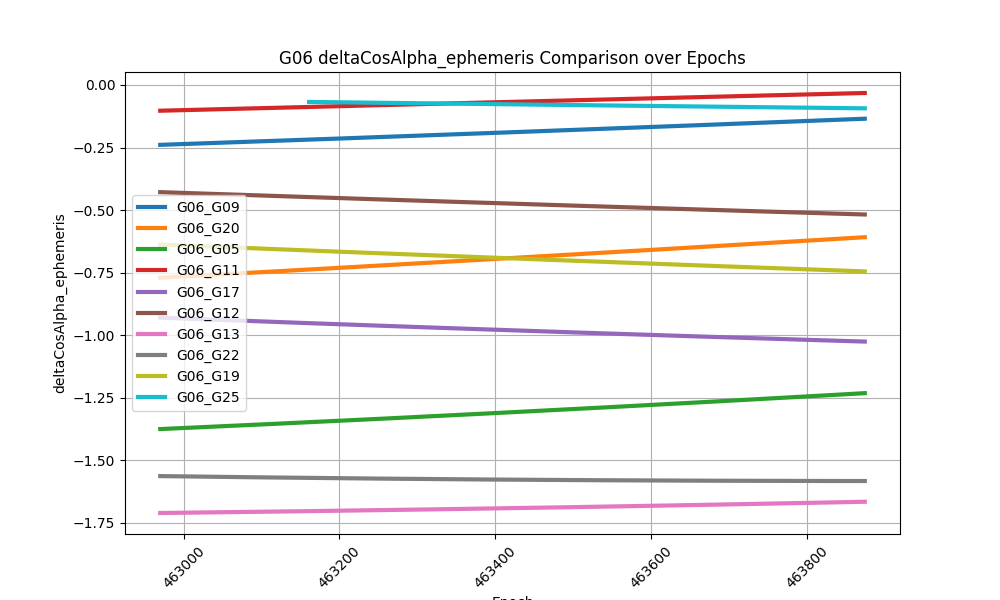 G06 deltaCosAlpha_ephemeris Comparison over Epochs
deltaCosAlpha_ephemeris
0.00
−0.25
−0.50
−0.75
−1.00
−1.25
−1.50
−1.75
G06_G09
G06_G20
G06_G05
G06_G11
G06_G17
G06_G12
G06_G13
G06_G22
G06_G19
G06_G25
463000
463200
463400
463600
463800
Epoch